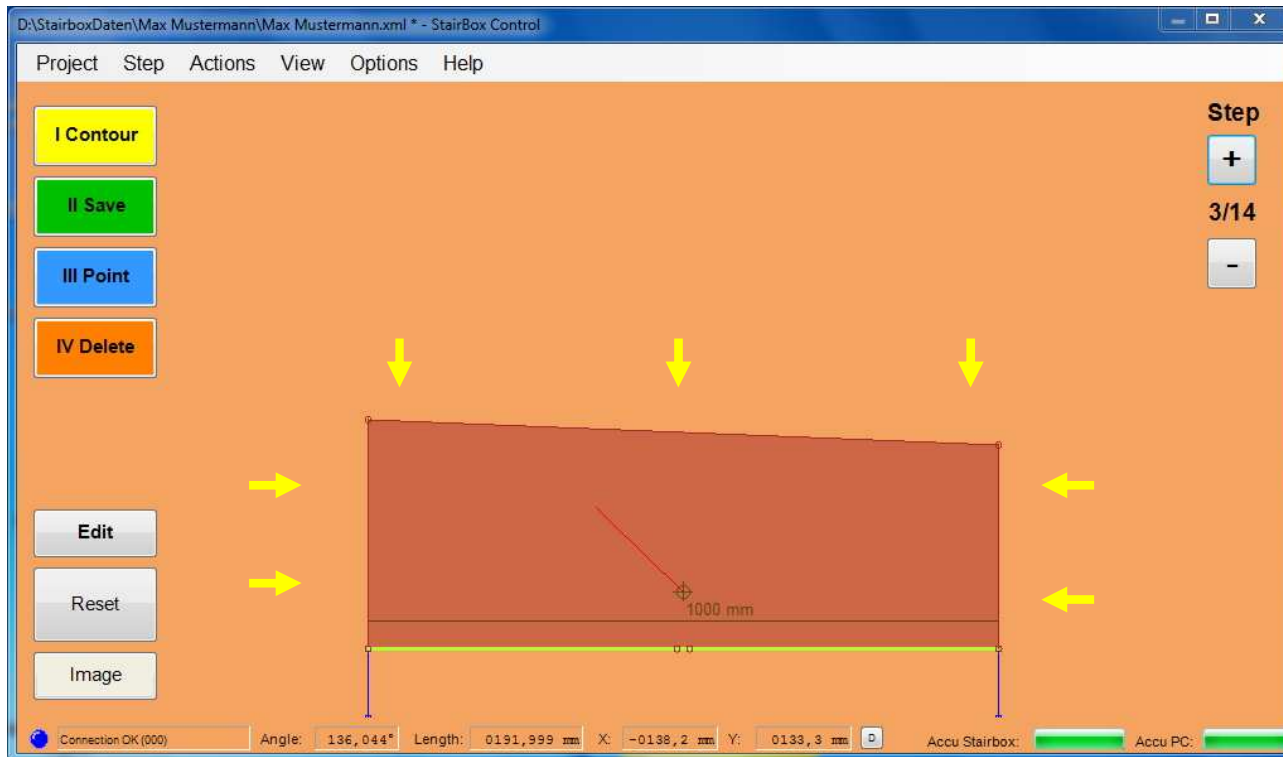 D:\StairboxDaten\Max Mustermann\Max Mustermann.xml * - StairBox Control
Project Step Actions View Options Help
I Contour
Step
+
II Save
3/14
III Point
-
IV Delete
Edit
Reset
1000 mm
Image
Connection OK (000) Angle: 136,044° Length: 0191,999 mm X: -0138,2 mm Y: 0133,3 mm D Accu Stairbox: Accu PC: